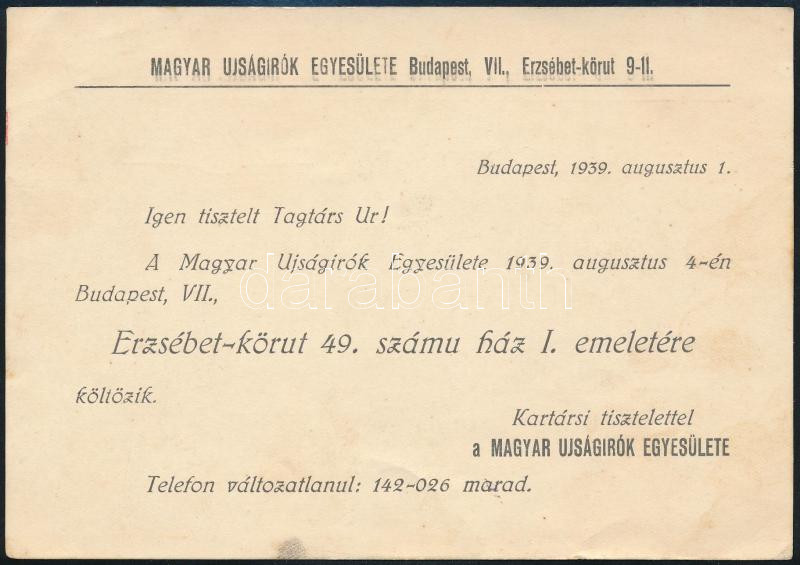 MAGYAR UJSÁGIRÓK EGYESÜLETE Budapest, VII., Erzsébet-körut 9-11.
Budapest, 1939. augusztus 1.
Igen tisztelt Tagtárs Ur!
A Magyar Ujságirók Egyesülete 1939. augusztus 4-én
Budapest, VII.,
darabanth
Erzsébet-körut 49. számu ház I. emeletére
költözik.
Kartársi tisztelettel
a MAGYAR UJSÁGIRÓK EGYESÜLETE
Telefon változatlanul: 142-026 marad.